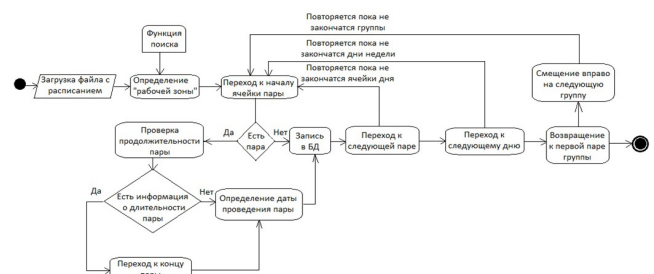 Повторяется пока не
закончатся группы
Функция
поиска
Повторяется пока не
закончатся дни недели
Повторяется пока не
закончатся ячейки дня
Загрузка файла с
расписанием
Определение
"рабочей зоны"
Переход к началу
ячейки пары
Смещение вправо
на следующую
группу
Проверка
продолжительности
пары
Да
Есть
пара
Нет
Запись
в БД
Переход к
следующей паре
Переход к
следующему дню
Возвращение
к первой паре
группы
Да
Есть информация
о длительности
пары
Нет
Определение даты
проведения пары
Переход к концу